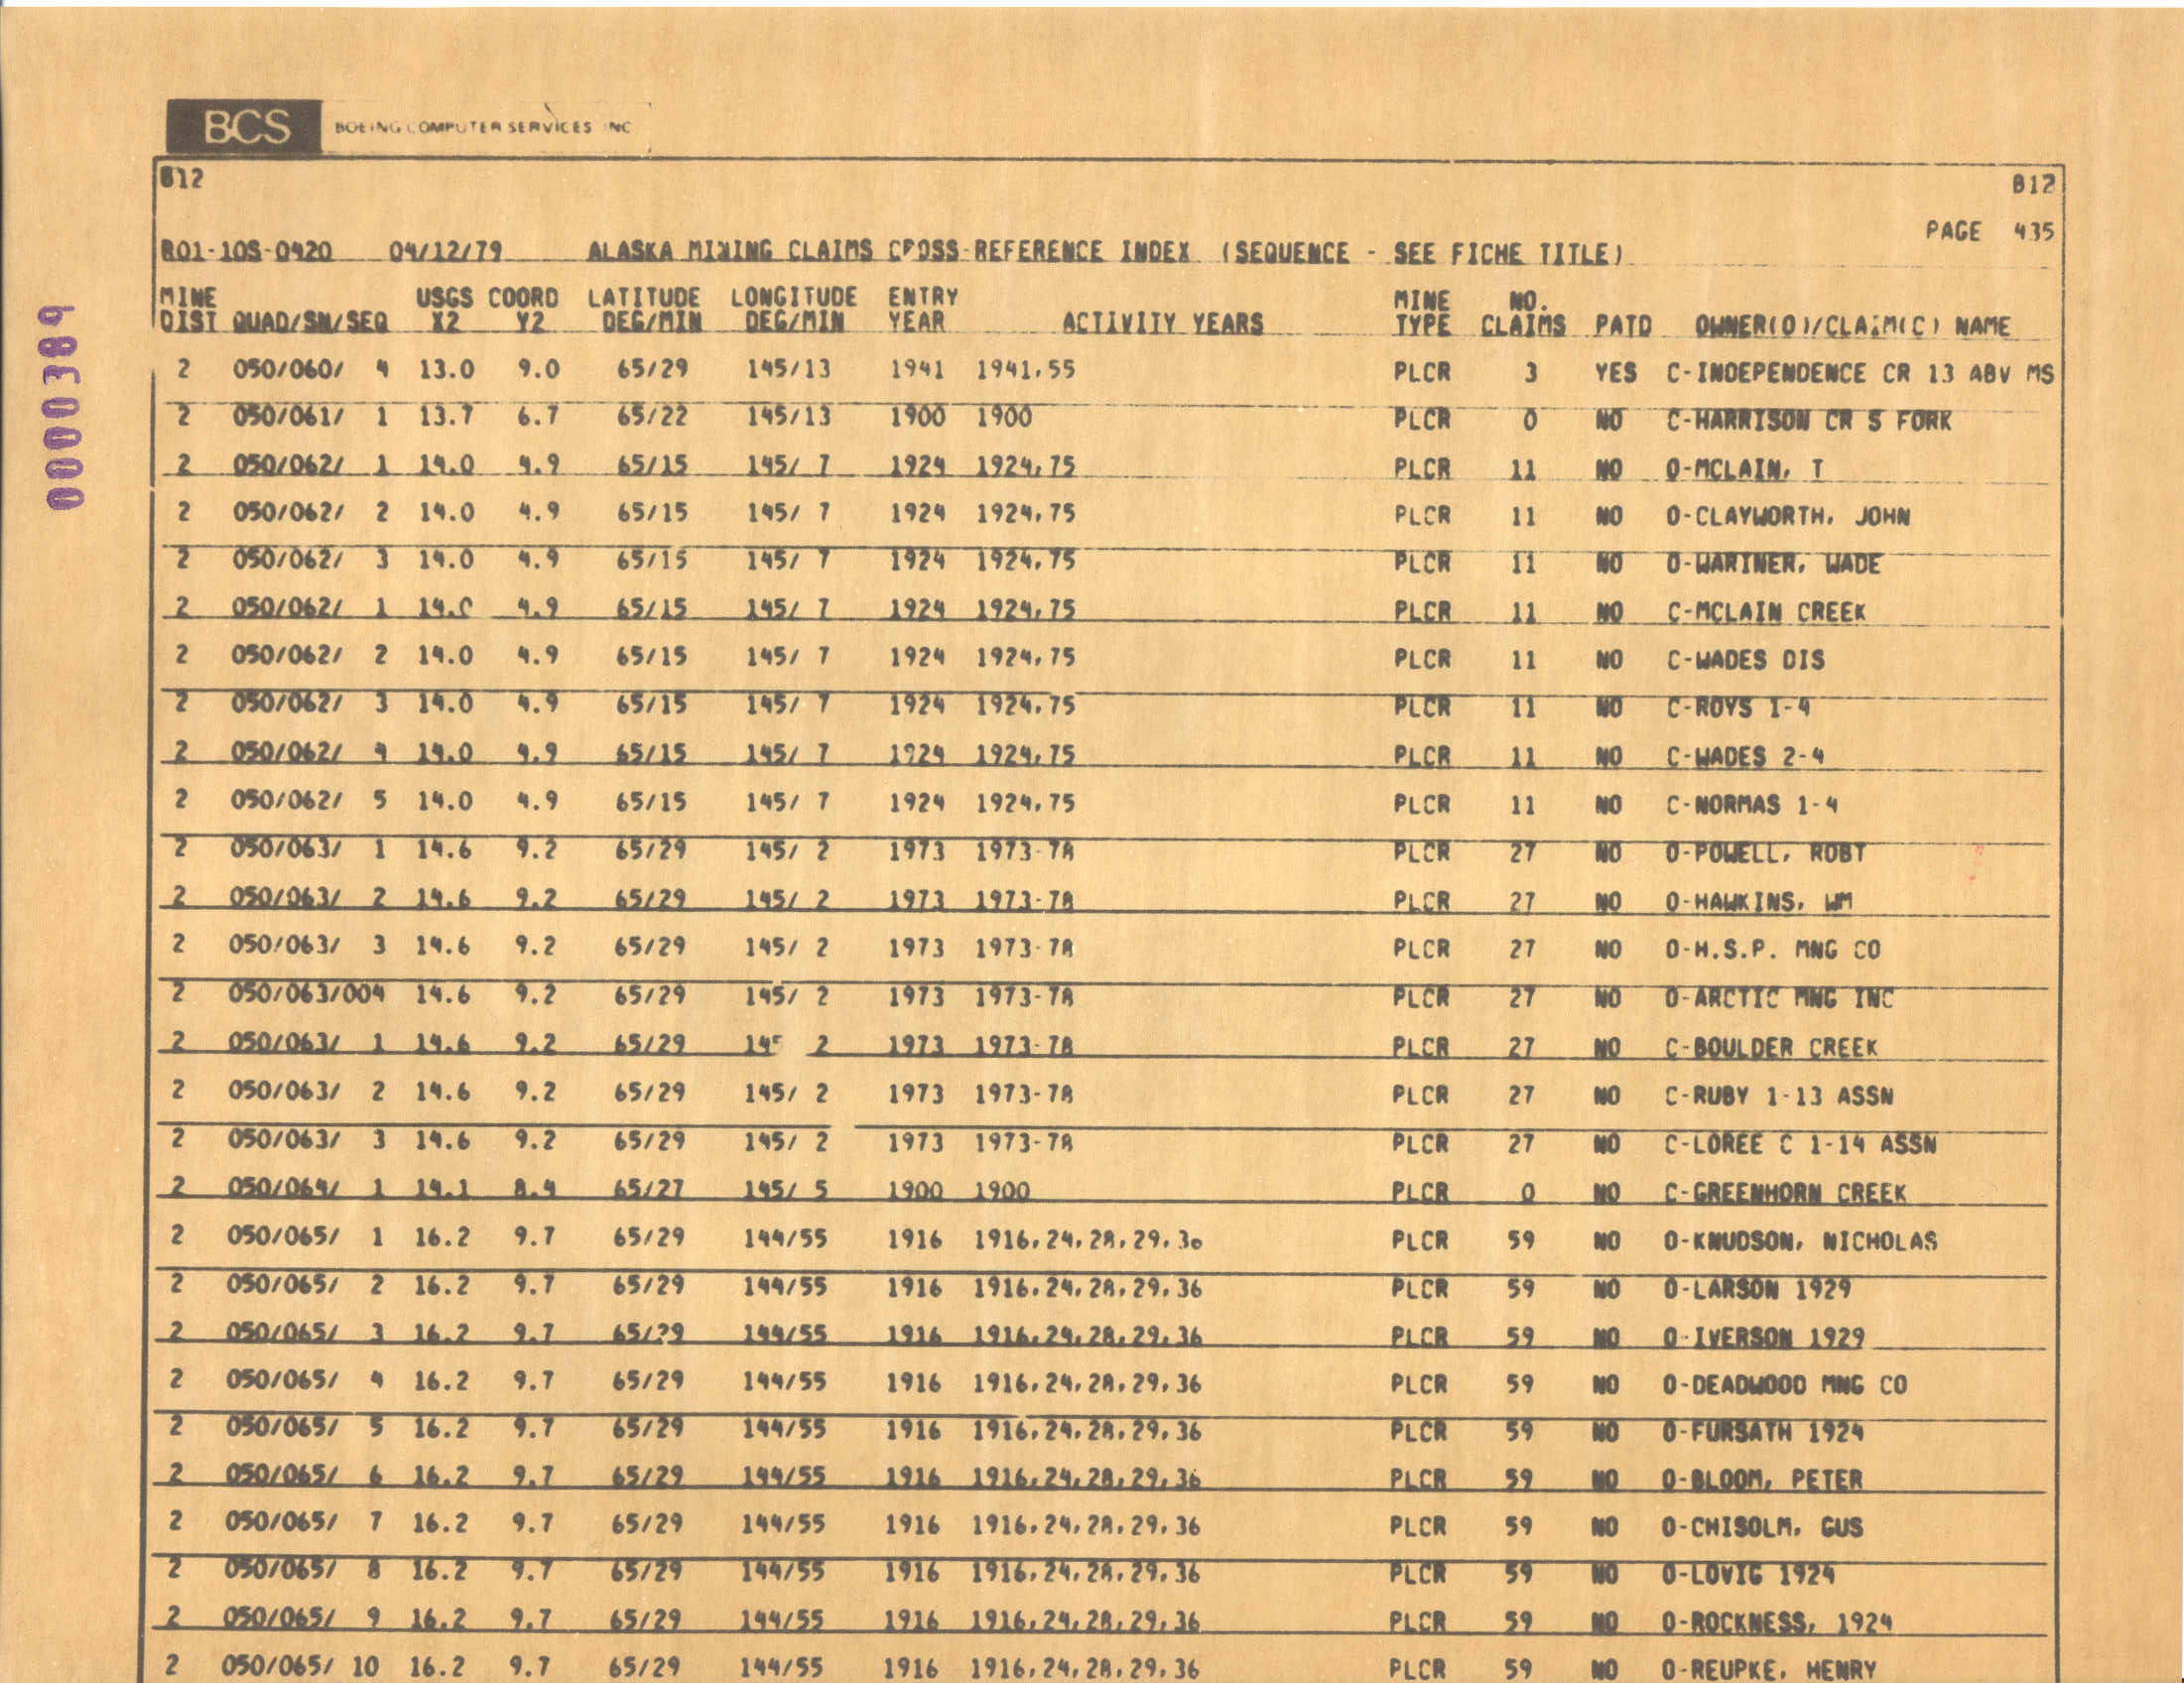 BCS BOEING COMPUTER SERVICES INC
B12 B12
PAGE 435
R01-10S-0420 04/12/79 ALASKA MINING CLAIMS CROSS-REFERENCE INDEX (SEQUENCE - SEE FICHE TITLE)
MINE USGS COORD LATITUDE LONGITUDE ENTRY MINE NO.
DIST QUAD/SN/SEQ X2 Y2 DEG/MIN DEG/MIN YEAR ACTIVITY YEARS TYPE CLAIMS PATD OWNER(O)/CLAIM(C) NAME
2 050/060/ 4 13.0 9.0 65/29 145/13 1941 1941,55 PLCR 3 YES C-INDEPENDENCE CR 13 ABV MS
2 050/061/ 1 13.7 6.7 65/22 145/13 1900 1900 PLCR 0 NO C-HARRISON CR S FORK
2 050/062/ 1 14.0 4.9 65/15 145/ 7 1924 1924,75 PLCR 11 NO O-MCLAIN, T
2 050/062/ 2 14.0 4.9 65/15 145/ 7 1924 1924,75 PLCR 11 NO O-CLAYWORTH, JOHN
2 050/062/ 3 14.0 4.9 65/15 145/ 7 1924 1924,75 PLCR 11 NO O-WARTNER, WADE
2 050/062/ 1 14.0 4.9 65/15 145/ 7 1924 1924,75 PLCR 11 NO C-MCLAIN CREEK
2 050/062/ 2 14.0 4.9 65/15 145/ 7 1924 1924,75 PLCR 11 NO C-WADES DIS
2 050/062/ 3 14.0 4.9 65/15 145/ 7 1924 1924,75 PLCR 11 NO C-ROYS 1-4
2 050/062/ 4 14.0 4.9 65/15 145/ 7 1924 1924,75 PLCR 11 NO C-WADES 2-4
2 050/062/ 5 14.0 4.9 65/15 145/ 7 1924 1924,75 PLCR 11 NO C-NORMAS 1-4
2 050/063/ 1 14.6 9.2 65/29 145/ 2 1973 1973-78 PLCR 27 NO O-POWELL, ROBT
2 050/063/ 2 14.6 9.2 65/29 145/ 2 1973 1973-78 PLCR 27 NO O-HAWKINS, WM
2 050/063/ 3 14.6 9.2 65/29 145/ 2 1973 1973-78 PLCR 27 NO O-H.S.P. MNG CO
2 050/063/004 14.6 9.2 65/29 145/ 2 1973 1973-78 PLCR 27 NO O-ARCTIC MNG INC
2 050/063/ 1 14.6 9.2 65/29 145 2 1973 1973-78 PLCR 27 NO C-BOULDER CREEK
2 050/063/ 2 14.6 9.2 65/29 145/ 2 1973 1973-78 PLCR 27 NO C-RUBY 1-13 ASSN
2 050/063/ 3 14.6 9.2 65/29 145/ 2 1973 1973-78 PLCR 27 NO C-LOREE C 1-14 ASSN
2 050/064/ 1 14.1 8.4 65/27 145/ 5 1900 1900 PLCR 0 NO C-GREENHORN CREEK
2 050/065/ 1 16.2 9.7 65/29 144/55 1916 1916,24,28,29,36 PLCR 59 NO O-KNUDSON, NICHOLAS
2 050/065/ 2 16.2 9.7 65/29 144/55 1916 1916,24,28,29,36 PLCR 59 NO O-LARSON 1929
2 050/065/ 3 16.2 9.7 65/29 144/55 1916 1916,24,28,29,36 PLCR 59 NO O-IVERSON 1929
2 050/065/ 4 16.2 9.7 65/29 144/55 1916 1916,24,28,29,36 PLCR 59 NO O-DEADWOOD MNG CO
2 050/065/ 5 16.2 9.7 65/29 144/55 1916 1916,24,28,29,36 PLCR 59 NO O-FURSATH 1924
2 050/065/ 6 16.2 9.7 65/29 144/55 1916 1916,24,28,29,36 PLCR 59 NO O-BLOOM, PETER
2 050/065/ 7 16.2 9.7 65/29 144/55 1916 1916,24,28,29,36 PLCR 59 NO O-CHISOLM, GUS
2 050/065/ 8 16.2 9.7 65/29 144/55 1916 1916,24,28,29,36 PLCR 59 NO O-LOVIG 1924
2 050/065/ 9 16.2 9.7 65/29 144/55 1916 1916,24,28,29,36 PLCR 59 NO O-ROCKNESS, 1924
2 050/065/ 10 16.2 9.7 65/29 144/55 1916 1916,24,28,29,36 PLCR 59 NO O-REUPKE, HENRY
0000389